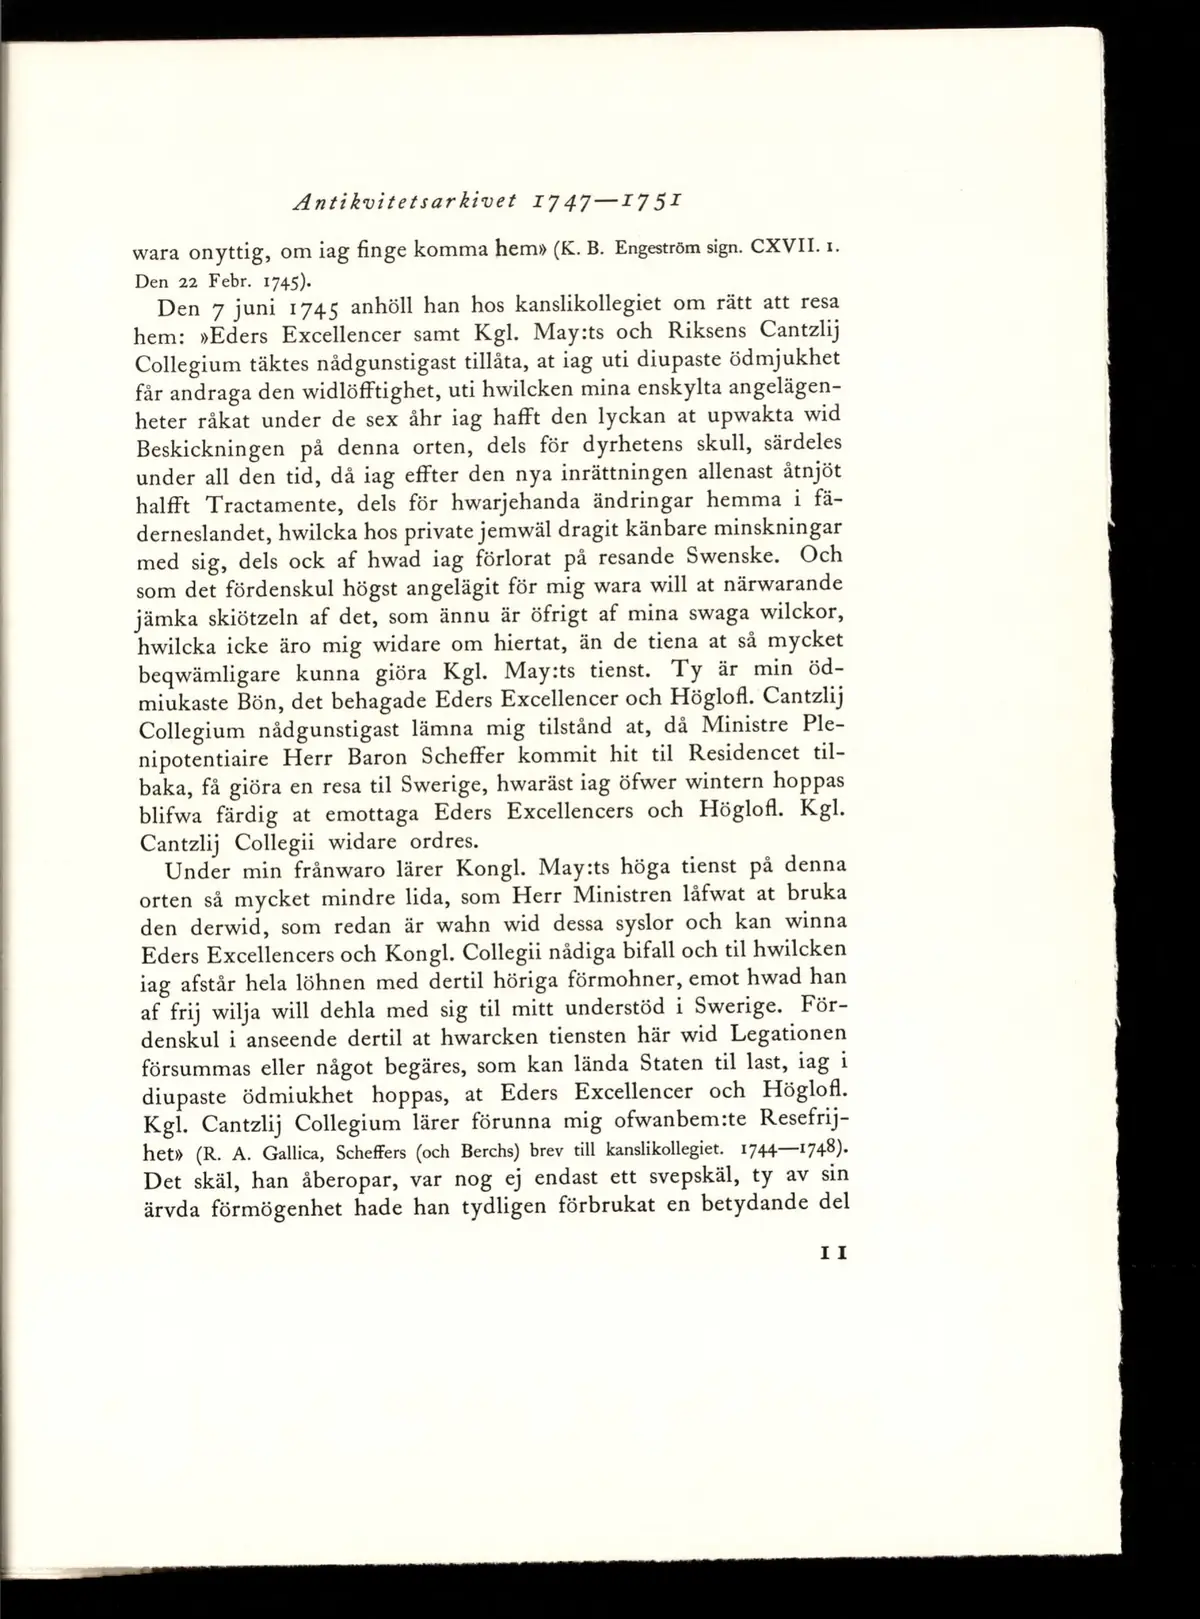 Antikvitetsarkivet 1747—1751
wara onyttig, om iag finge komma hem» (K. B. Engeström sign. CXVII. 1.
Den 22 Febr. 1745).
Den 7 juni 1745 anhöll han hos kanslikollegiet om rätt att resa
hem: »Eders Excellencer samt Kgl. May:ts och Riksens Cantzlij
Collegium täktes nådgunstigast tillåta, at iag uti diupaste ödmjukhet
får andraga den widlöfftighet, uti hwilcken mina enskylta angelägen-
heter råkat under de sex åhr iag hafft den lyckan at upwakta wid
Beskickningen på denna orten, dels för dyrhetens skull, särdeles
under all den tid, då iag effter den nya inrättningen allenast åtnjöt
halfft Tractamente, dels för hwarjehanda ändringar hemma i fä-
derneslandet, hwilcka hos private jemwäl dragit känbare minskningar
med sig, dels ock af hwad iag förlorat på resande Swenske. Och
som det fördenskul högst angelägit för mig wara will at närwarande
jämka skiötzeln af det, som ännu är öfrigt af mina swaga wilckor,
hwilcka icke äro mig widare om hiertat, än de tiena at så mycket
beqwämligare kunna giöra Kgl. May:ts tienst. Ty är min öd-
miukaste Bön, det behagade Eders Excellencer och Höglofl. Cantzlij
Collegium nådgunstigast lämna mig tilstånd at, då Ministre Ple-
nipotentiaire Herr Baron Scheffer kommit hit til Residencet til-
baka, få giöra en resa til Swerige, hwaräst iag öfwer wintern hoppas
blifwa färdig at emottaga Eders Excellencers och Höglofl. Kgl.
Cantzlij Collegii widare ordres.
Under min frånwaro lärer Kongl. May:ts höga tienst på denna
orten så mycket mindre lida, som Herr Ministren låfwat at bruka
den derwid, som redan är wahn wid dessa syslor och kan winna
Eders Excellencers och Kongl. Collegii nådiga bifall och til hwilcken
iag afstår hela löhnen med dertil höriga förmohner, emot hwad han
af frij wilja will dehla med sig til mitt understöd i Swerige. För-
denskul i anseende dertil at hwarcken tiensten här wid Legationen
försummas eller något begäres, som kan lända Staten til last, iag i
diupaste ödmiukhet hoppas, at Eders Excellencer och Höglofl.
Kgl. Cantzlij Collegium lärer förunna mig ofwanbem:te Resefrij-
het» (R. A. Gallica, Scheffers (och Berchs) brev till kanslikollegiet. 1744—1748).
Det skäl, han åberopar, var nog ej endast ett svepskäl, ty av sin
ärvda förmögenhet hade han tydligen förbrukat en betydande del
11